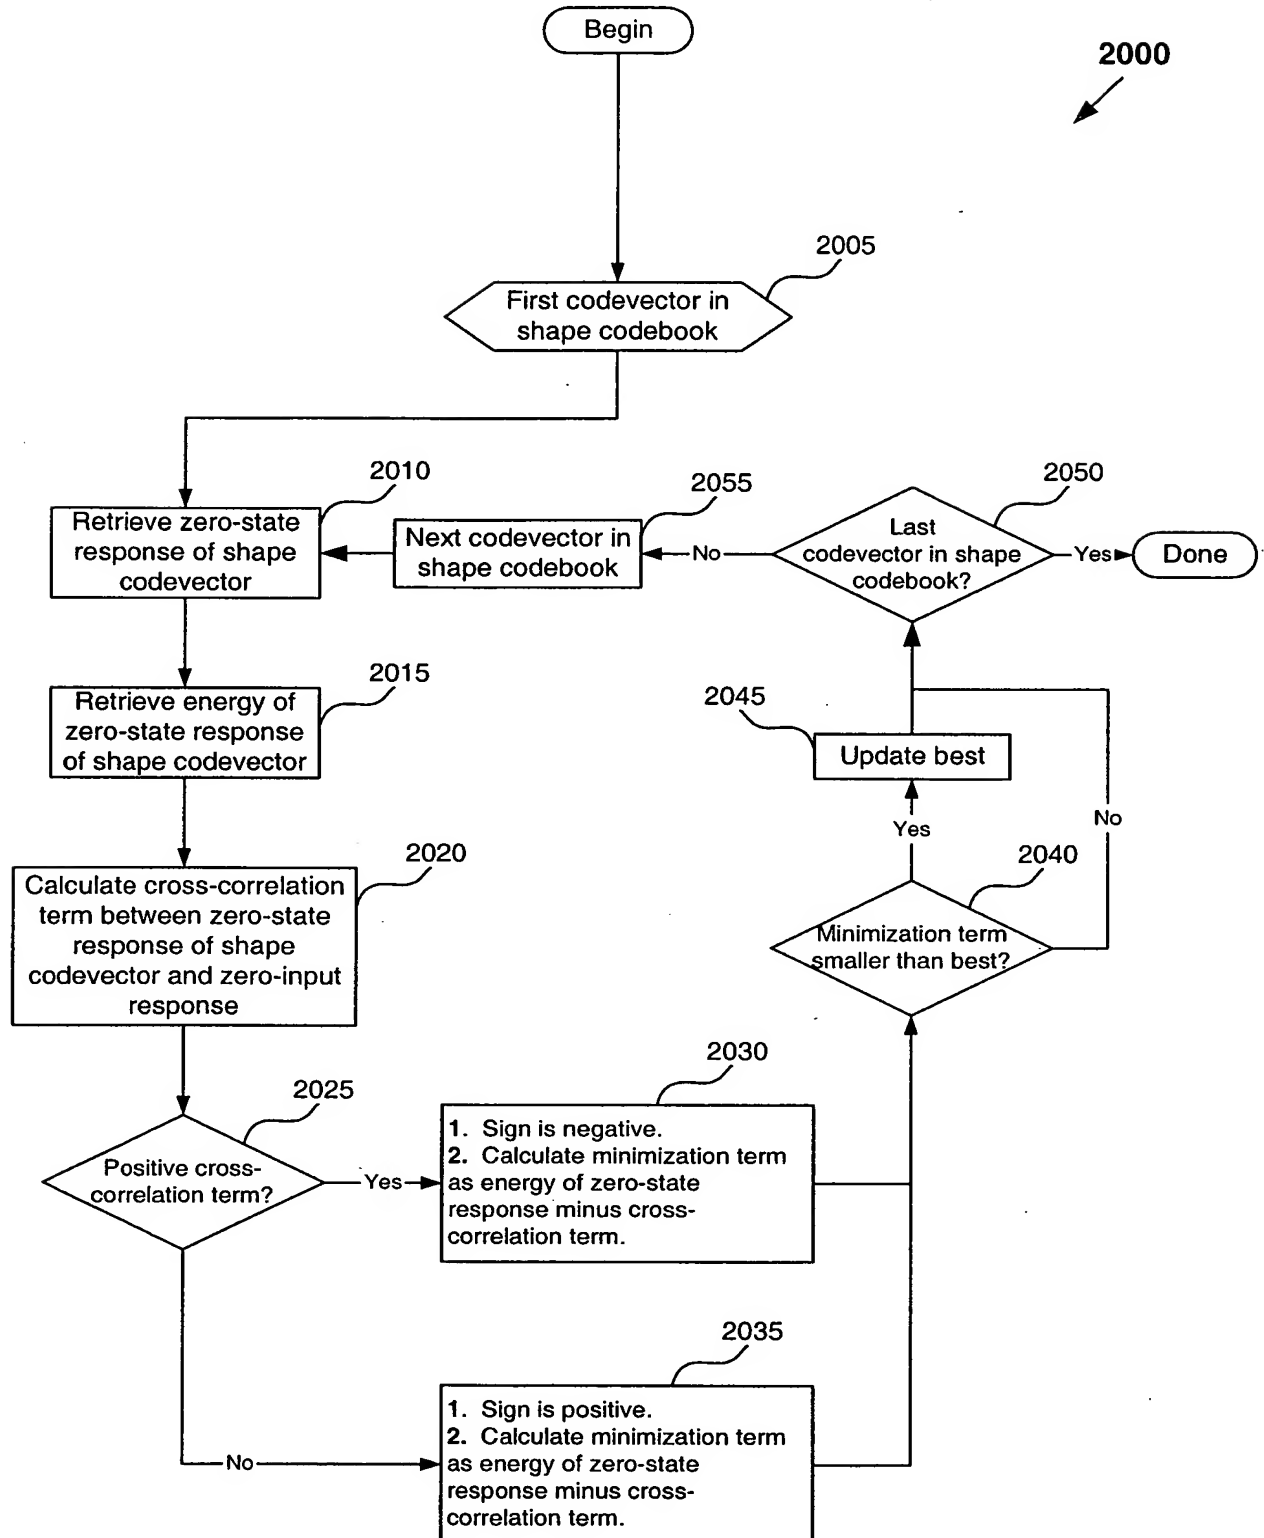 Begin
2000
2005
First codevector in
shape codebook
2010
Retrieve zero-state
response of shape
codevector
2055
Next codevector in
shape codebook
No
2050
Last
codevector in shape
codebook?
Yes
Done
2015
Retrieve energy of
zero-state response
of shape codevector
2045
Update best
Yes
No
2020
Calculate cross-correlation
term between zero-state
response of shape
codevector and zero-input
response
2040
Minimization term
smaller than best?
2025
Positive cross-
correlation term?
Yes
2030
1. Sign is negative.
2. Calculate minimization term
as energy of zero-state
response minus cross-
correlation term.
No
2035
1. Sign is positive.
2. Calculate minimization term
as energy of zero-state
response minus cross-
correlation term.